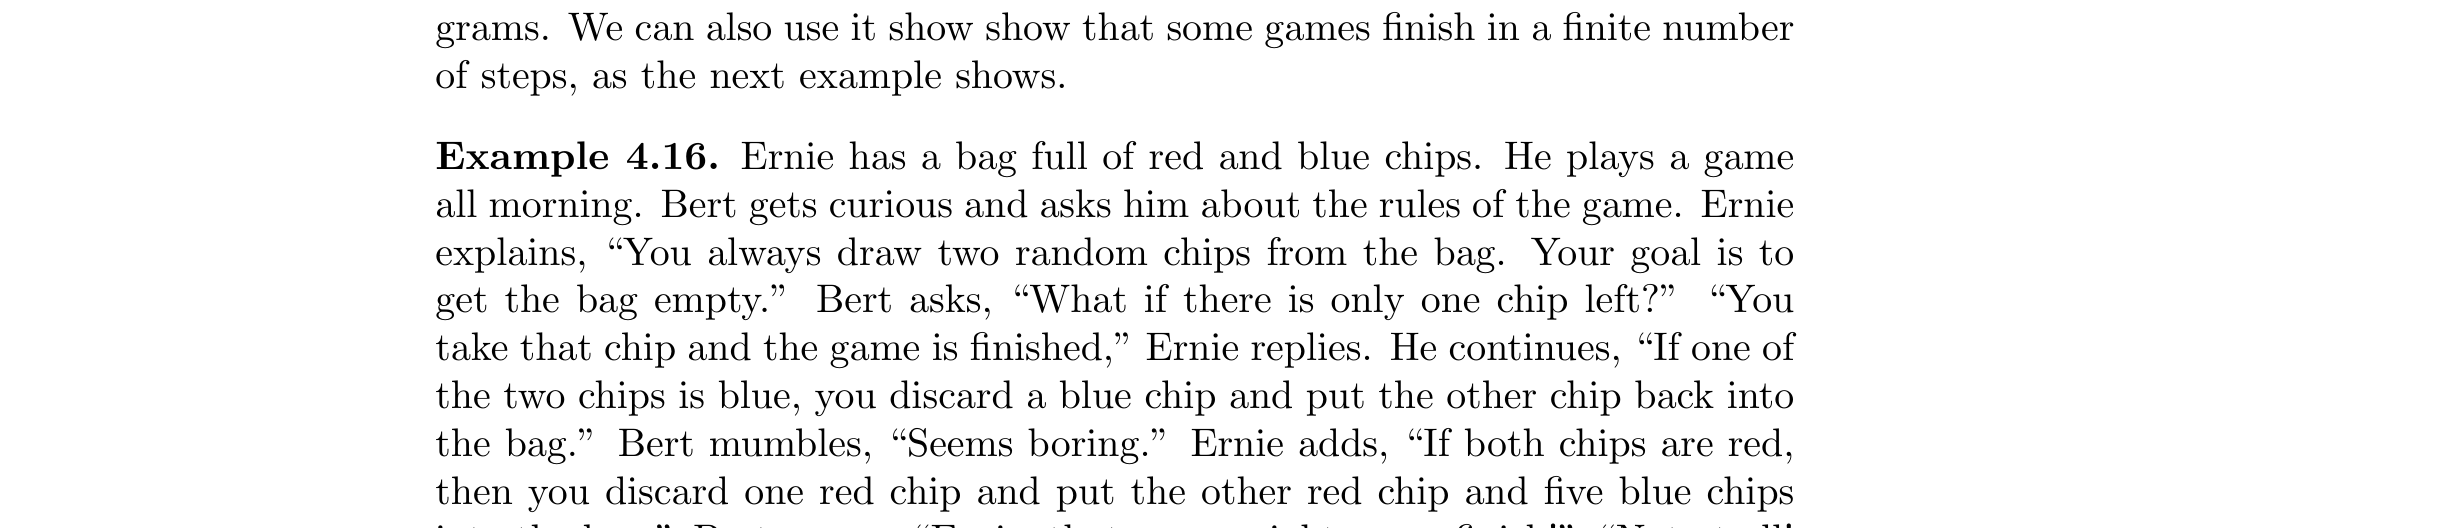 grams. We can also use it show show that some games finish in a finite number
of steps, as the next example shows.
Example 4.16. Ernie has a bag full of red and blue chips. He plays a game
all morning. Bert gets curious and asks him about the rules of the game. Ernie
explains, “You always draw two random chips from the bag. Your goal is to
get the bag empty.” Bert asks, “What if there is only one chip left?” “You
take that chip and the game is finished,” Ernie replies. He continues, “If one of
the two chips is blue, you discard a blue chip and put the other chip back into
the bag.” Bert mumbles, “Seems boring.” Ernie adds, “If both chips are red,
then you discard one red chip and put the other red chip and five blue chips